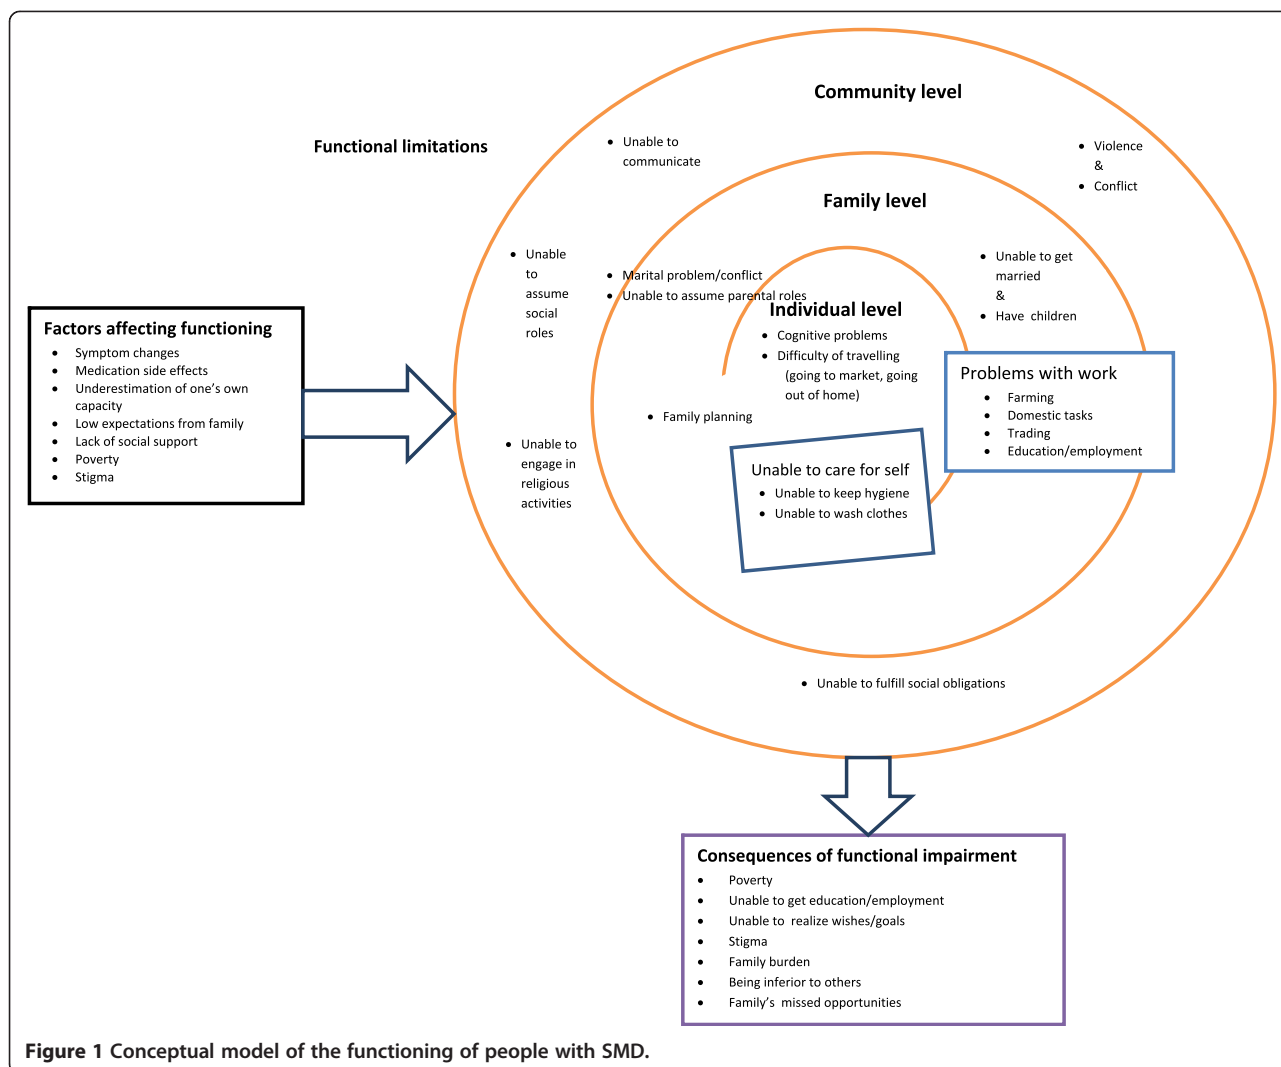 Community level
Functional limitations
• Unable to
communicate
• Violence
&
• Conflict
Family level
• Unable
to
assume
social
roles
• Marital problem/conflict
• Unable to assume parental roles
• Unable to get
married
&
• Have children
Individual level
• Cognitive problems
• Difficulty of travelling
(going to market, going
out of home)
Factors affecting functioning
• Symptom changes
• Medication side effects
• Underestimation of one's own
capacity
• Low expectations from family
• Lack of social support
• Poverty
• Stigma
Problems with work
• Farming
• Domestic tasks
• Trading
• Education/employment
• Family planning
• Unable to
engage in
religious
activities
Unable to care for self
• Unable to keep hygiene
• Unable to wash clothes
• Unable to fulfill social obligations
Consequences of functional impairment
• Poverty
• Unable to get education/employment
• Unable to realize wishes/goals
• Stigma
• Family burden
• Being inferior to others
• Family's missed opportunities
Figure 1 Conceptual model of the functioning of people with SMD.